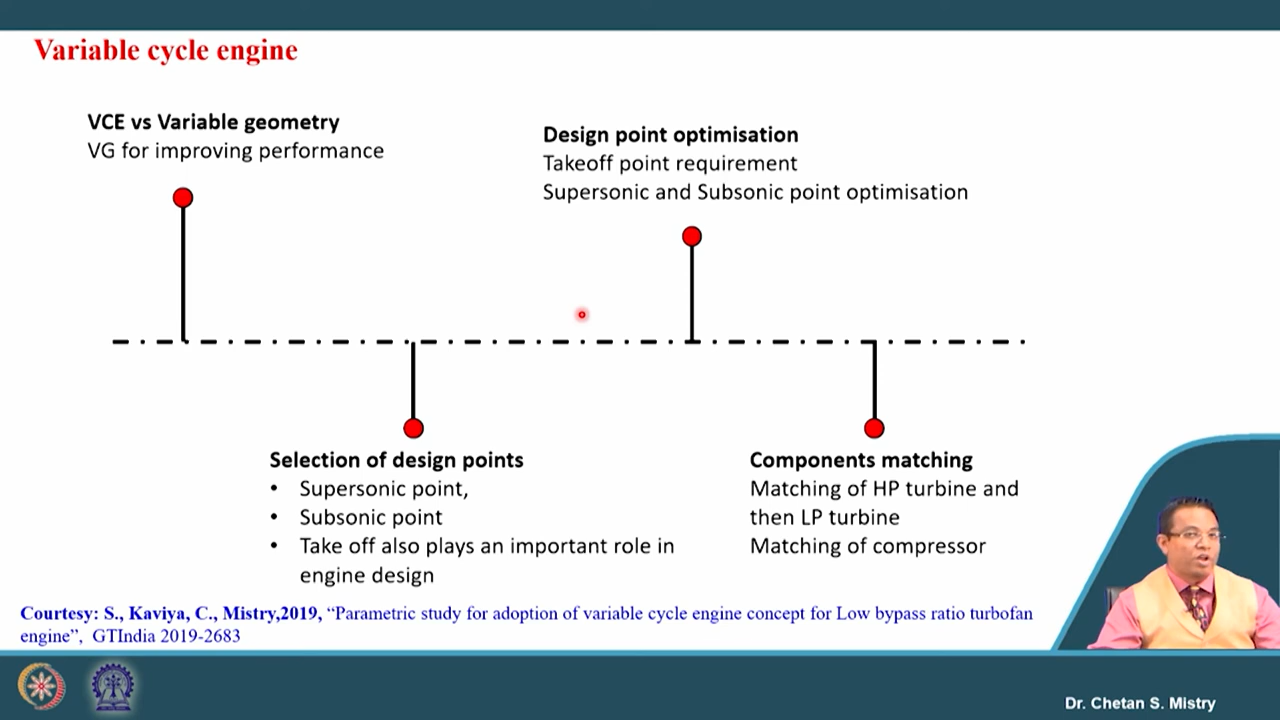 Variable cycle engine
VCE vs Variable geometry
VG for improving performance
Design point optimisation
Takeoff point requirement
Supersonic and Subsonic point optimisation
Selection of design points
• Supersonic point,
• Subsonic point
• Take off also plays an important role in
engine design
Components matching
Matching of HP turbine and
then LP turbine
Matching of compressor
Courtesy: S., Kaviya, C., Mistry,2019, “Parametric study for adoption of variable cycle engine concept for Low bypass ratio turbofan
engine”, GTIndia 2019-2683
Dr. Chetan S. Mistry